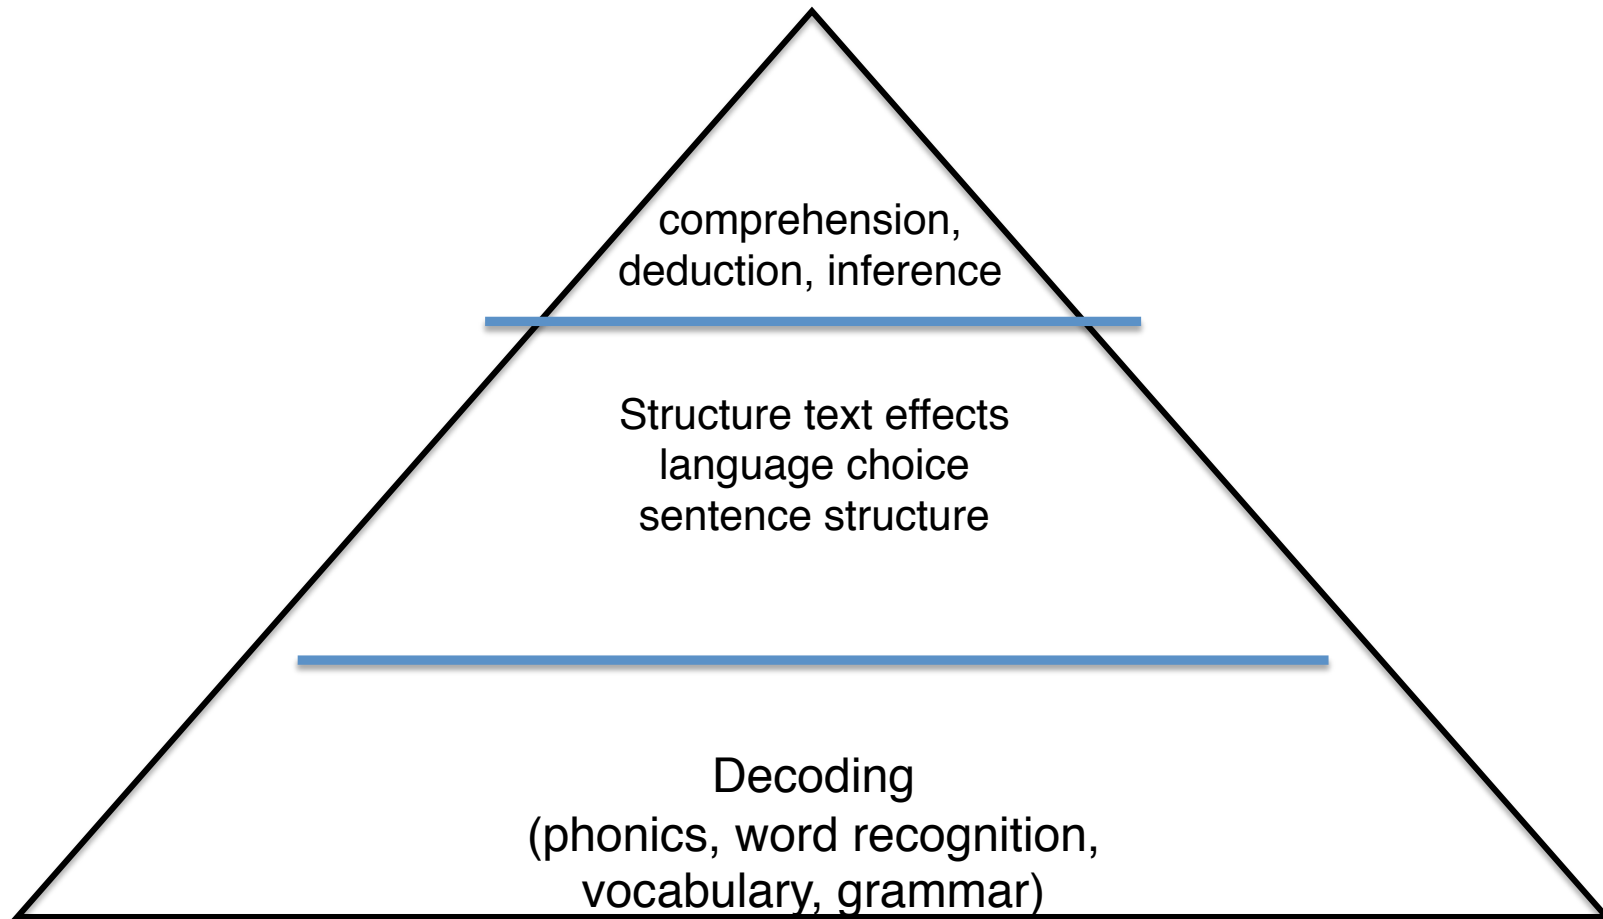 comprehension,
deduction, inference
Structure text effects
language choice
sentence structure
Decoding
(phonics, word recognition,
vocabulary, grammar)